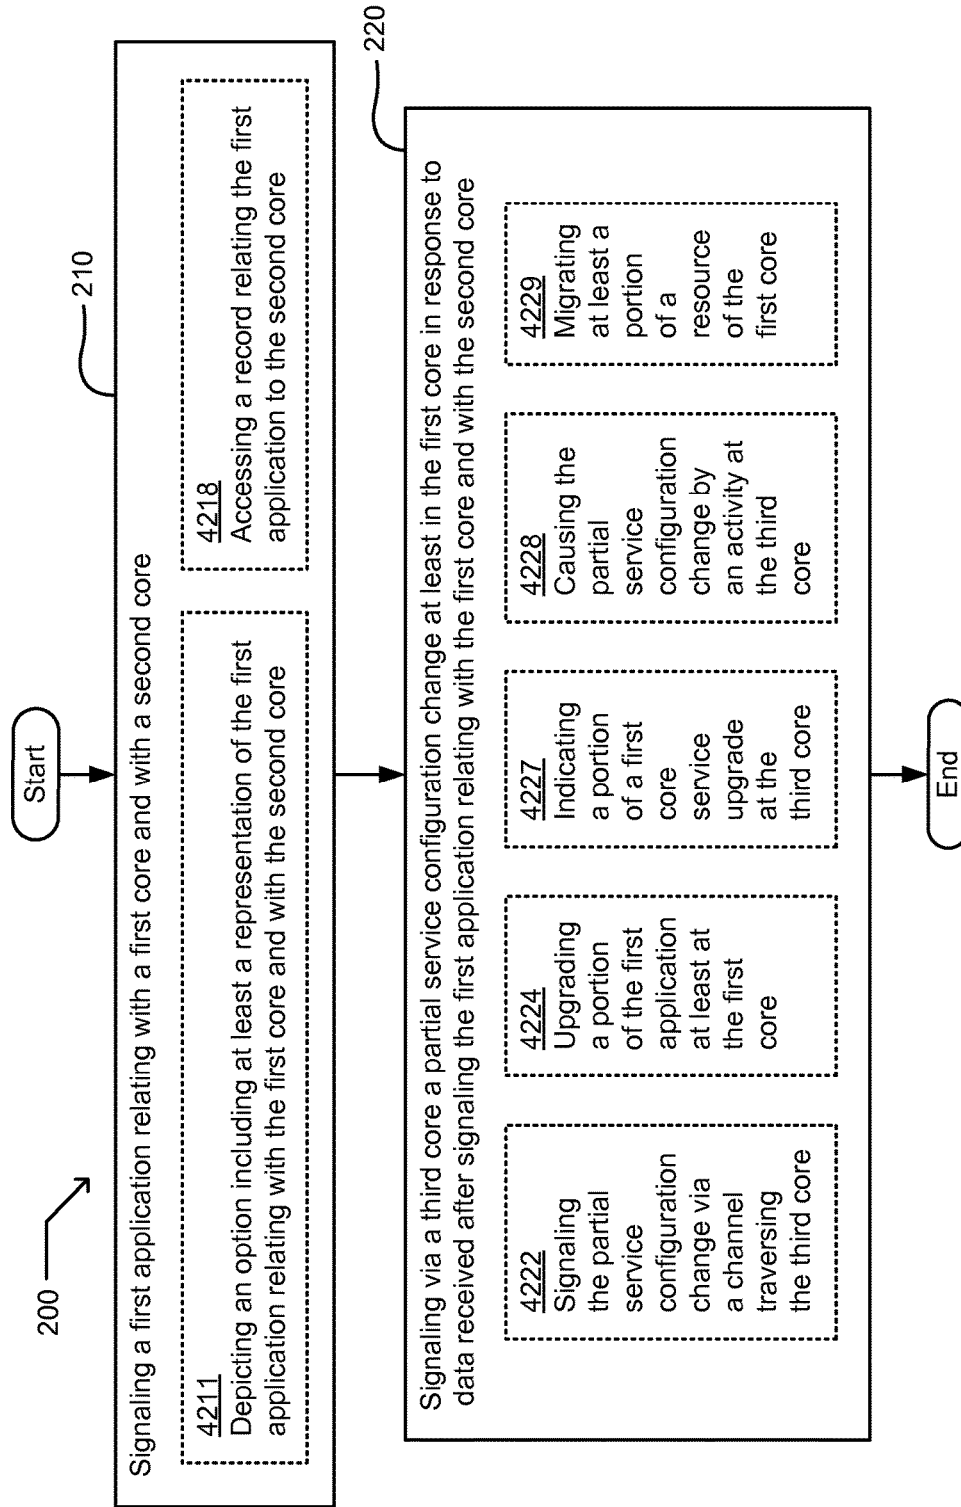 200
Start
210
Signaling a first application relating with a first core and with a second core
4211
Depicting an option including at least a representation of the first
application relating with the first core and with the second core
4218
Accessing a record relating the first
application to the second core
220
Signaling via a third core a partial service configuration change at least in the first core in response to
data received after signaling the first application relating with the first core and with the second core
4222
Signaling
the partial
service
configuration
change via
a channel
traversing
the third core
4224
Upgrading
a portion
of the first
application
at least at
the first
core
4227
Indicating
a portion
of a first
core
service
upgrade
at the
third core
4228
Causing the
partial
service
configuration
change by
an activity at
the third
core
4229
Migrating
at least a
portion
of a
resource
of the
first core
End